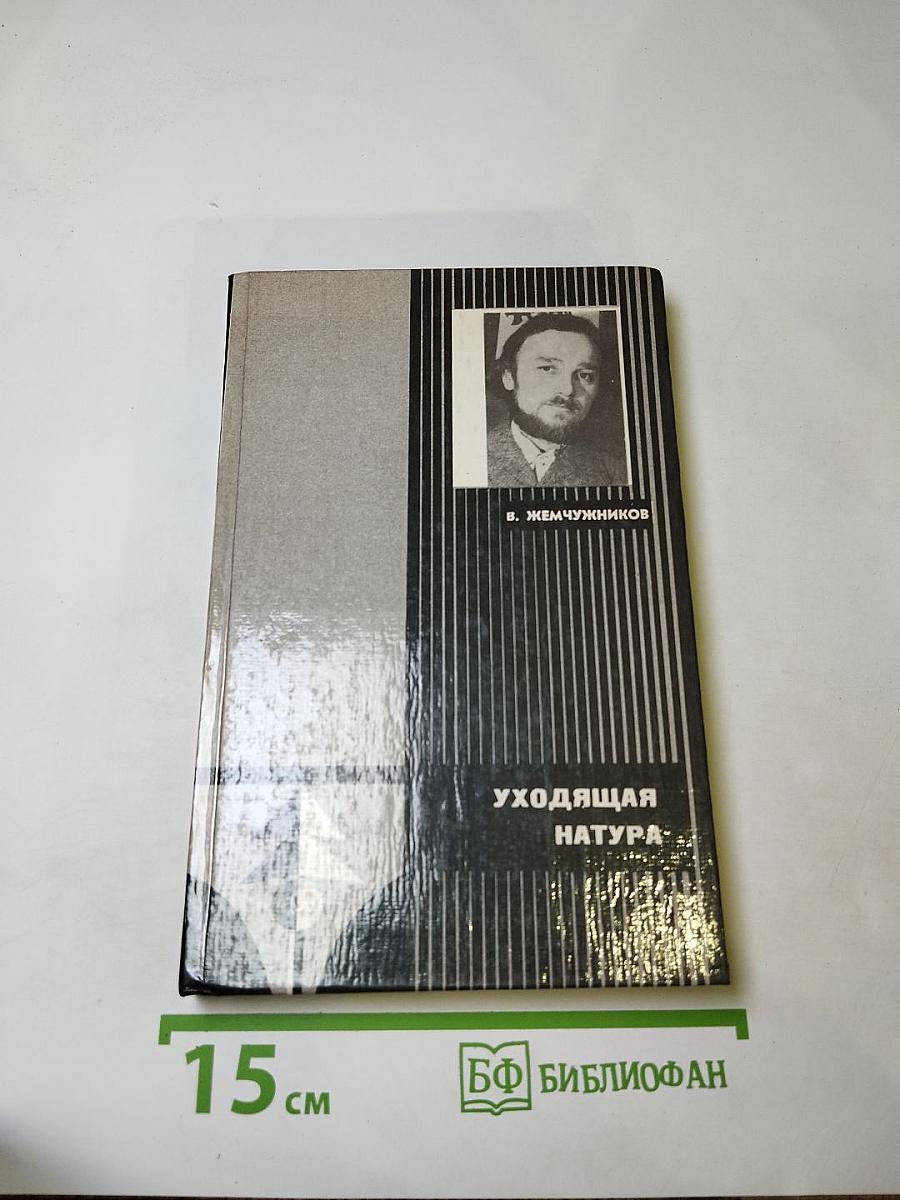 В. ЖЕМЧУЖНИКОВ
УХОДЯЩАЯ
НАТУРА
15 см
БФ БИБЛИОФАН